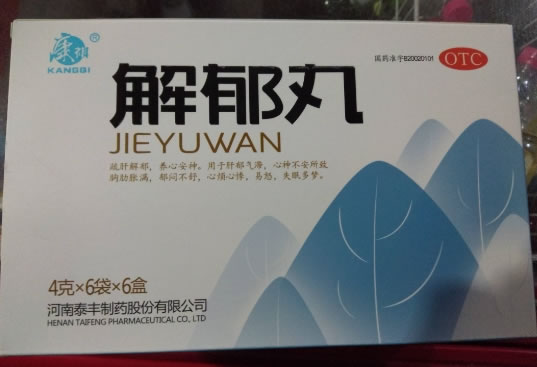 康祺®
KANGQI
国药准字B20020101
OTC
解郁丸
JIEYUWAN
疏肝解郁，养心安神。用于肝郁气滞，心神不安所致
胸肋胀满，郁闷不舒，心烦心悸，易怒，失眠多梦。
4克×6袋×6盒
河南泰丰制药股份有限公司
HENAN TAIFENG PHARMACEUTICAL CO., LTD